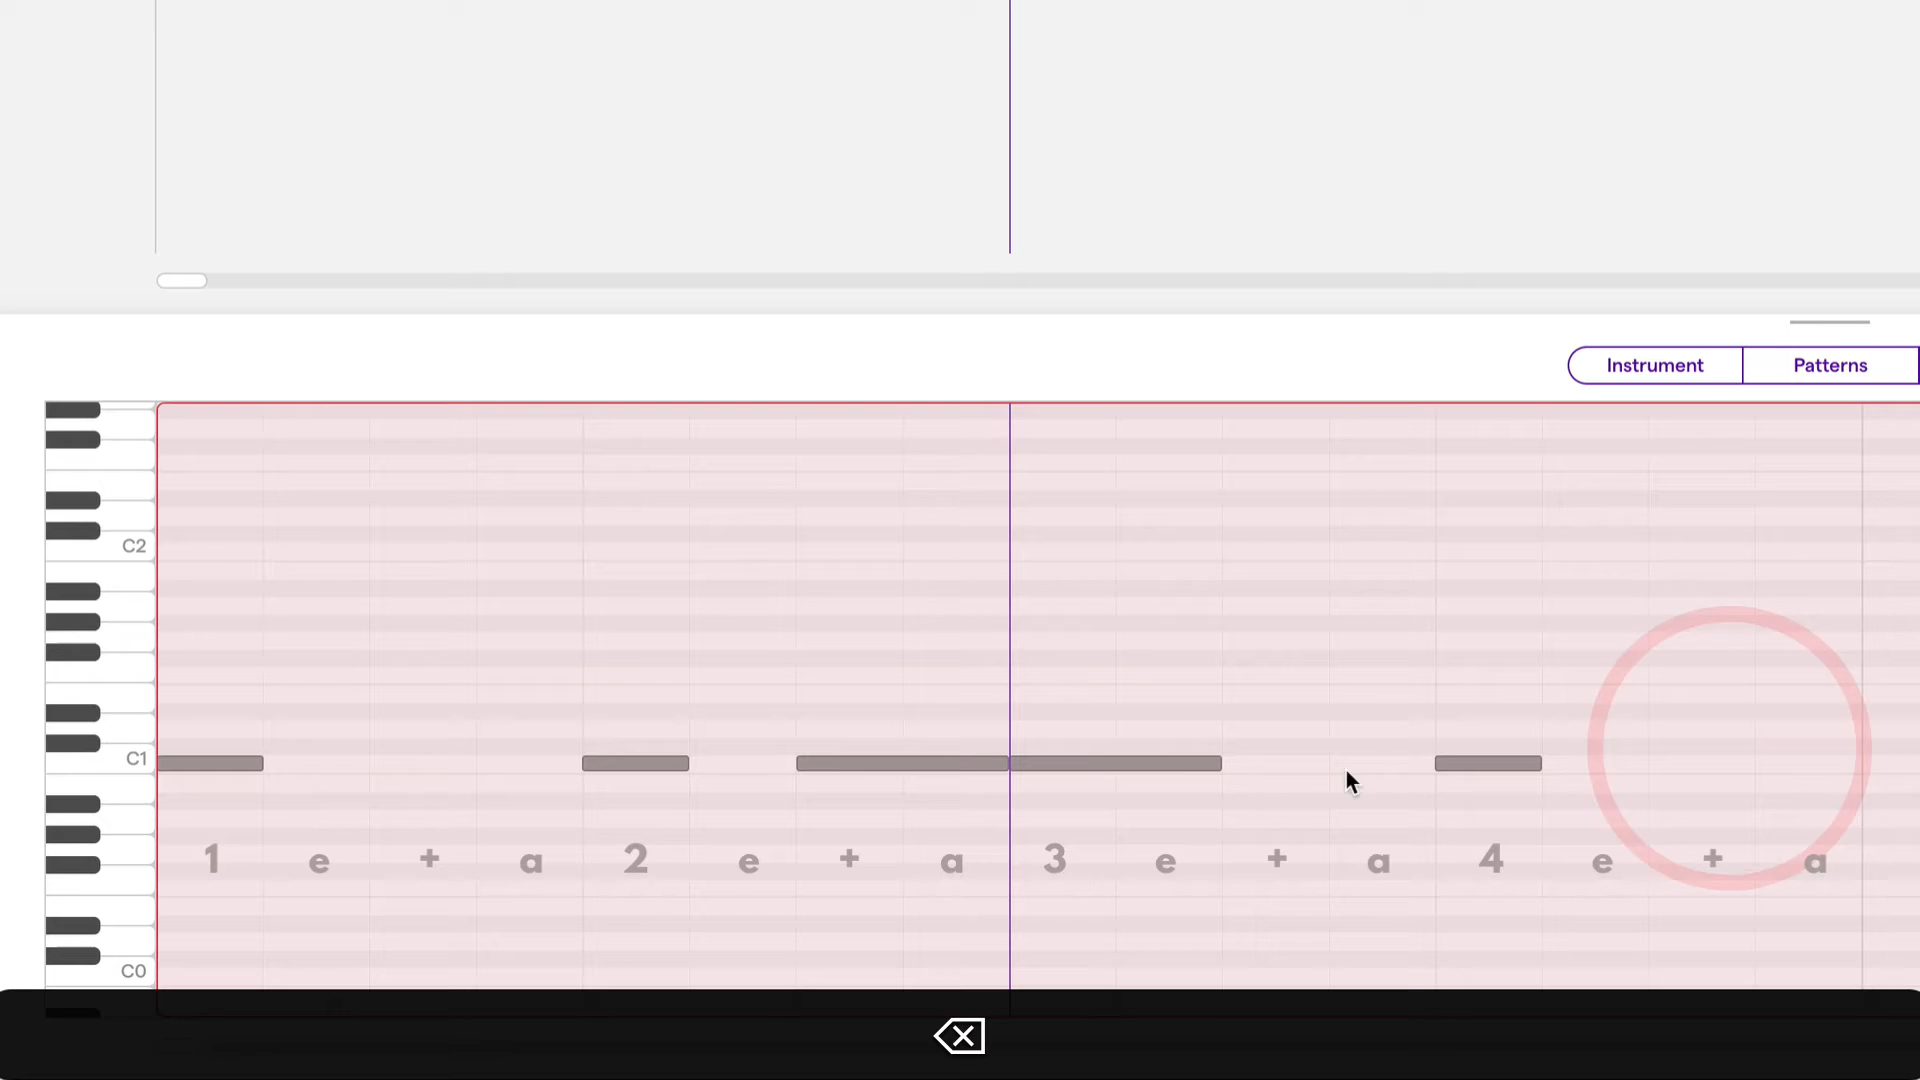 Instrument
Patterns
C2
C1
1 e + a 2 e + a 3 e + a 4 e + a
C0